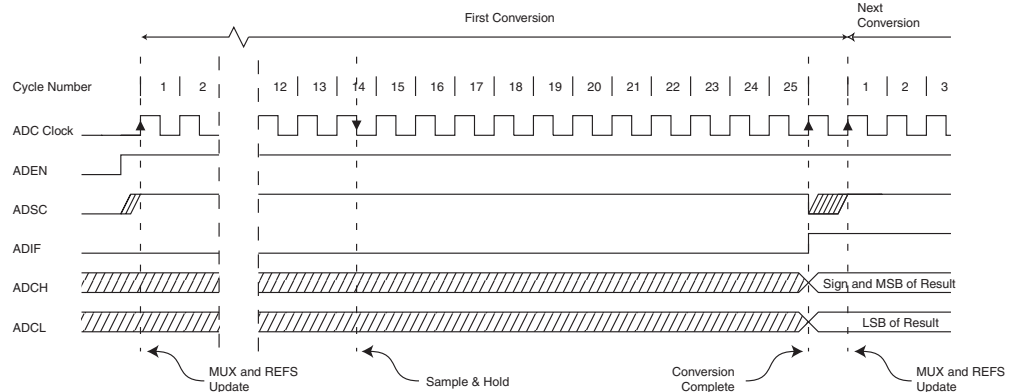 First Conversion
Next
Conversion
Cycle Number 1 2 12 13 14 15 16 17 18 19 20 21 22 23 24 25 1 2 3
ADC Clock
ADEN
ADSC
ADIF
ADCH
Sign and MSB of Result
ADCL
LSB of Result
MUX and REFS
Update
Sample & Hold
Conversion
Complete
MUX and REFS
Update